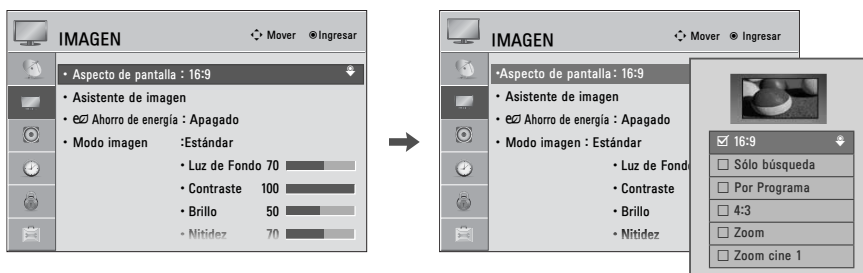 IMAGEN
Mover
Ingresar
• Aspecto de pantalla : 16:9
• Asistente de imagen
• Ahorro de energía : Apagado
• Modo imagen :Estándar
• Luz de Fondo 70
• Contraste 100
• Brillo 50
• Nitidez 70
IMAGEN
Mover
Ingresar
•Aspecto de pantalla: 16:9
• Asistente de imagen
• Ahorro de energía : Apagado
• Modo imagen : Estándar
• Luz de Fondo
• Contraste
• Brillo
• Nitidez
16:9
Sólo búsqueda
Por Programa
4:3
Zoom
Zoom cine 1